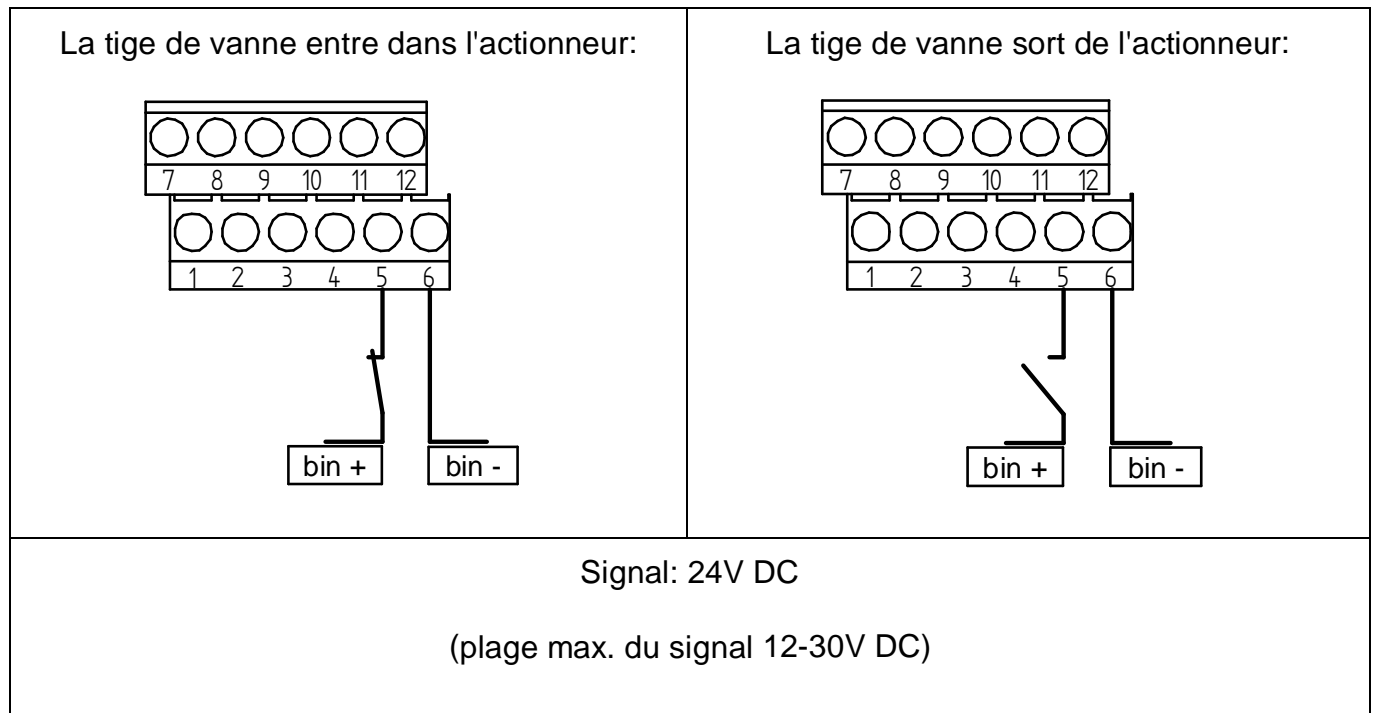 La tige de vanne entre dans l'actionneur:
7 8 9 10 11 12
1 2 3 4 5 6
bin + bin -
La tige de vanne sort de l'actionneur:
7 8 9 10 11 12
1 2 3 4 5 6
bin + bin -
Signal: 24V DC
(plage max. du signal 12-30V DC)